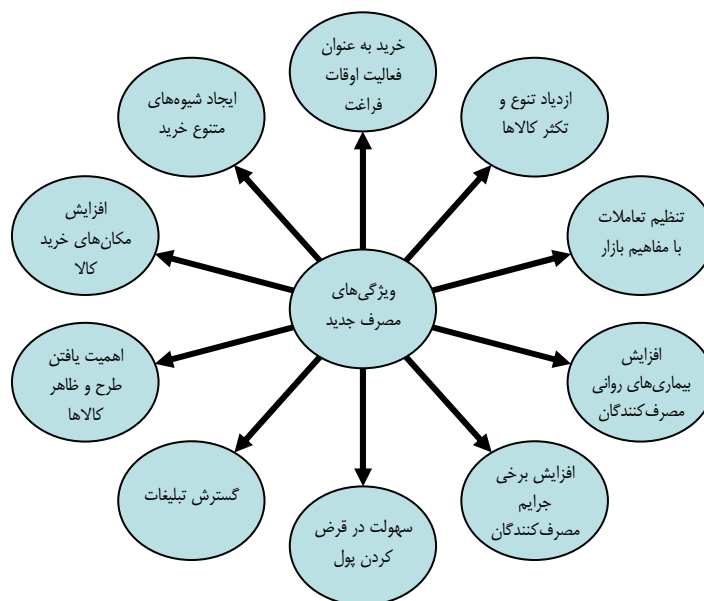 خرید به عنوان
فعالیت اوقات
فراغت
ازدیاد تنوع و
تکثر کالاها
تنظیم تعاملات
با مفاهیم بازار
افزایش
بیماری‌های روانی
مصرف‌کنندگان
افزایش برخی
جرایم
مصرف‌کنندگان
سهولت در قرض
کردن پول
گسترش تبلیغات
اهمیت یافتن
طرح و ظاهر
کالاها
افزایش
مکان‌های خرید
کالا
ایجاد شیوه‌های
متنوع خرید
ویژگی‌های
مصرف جدید